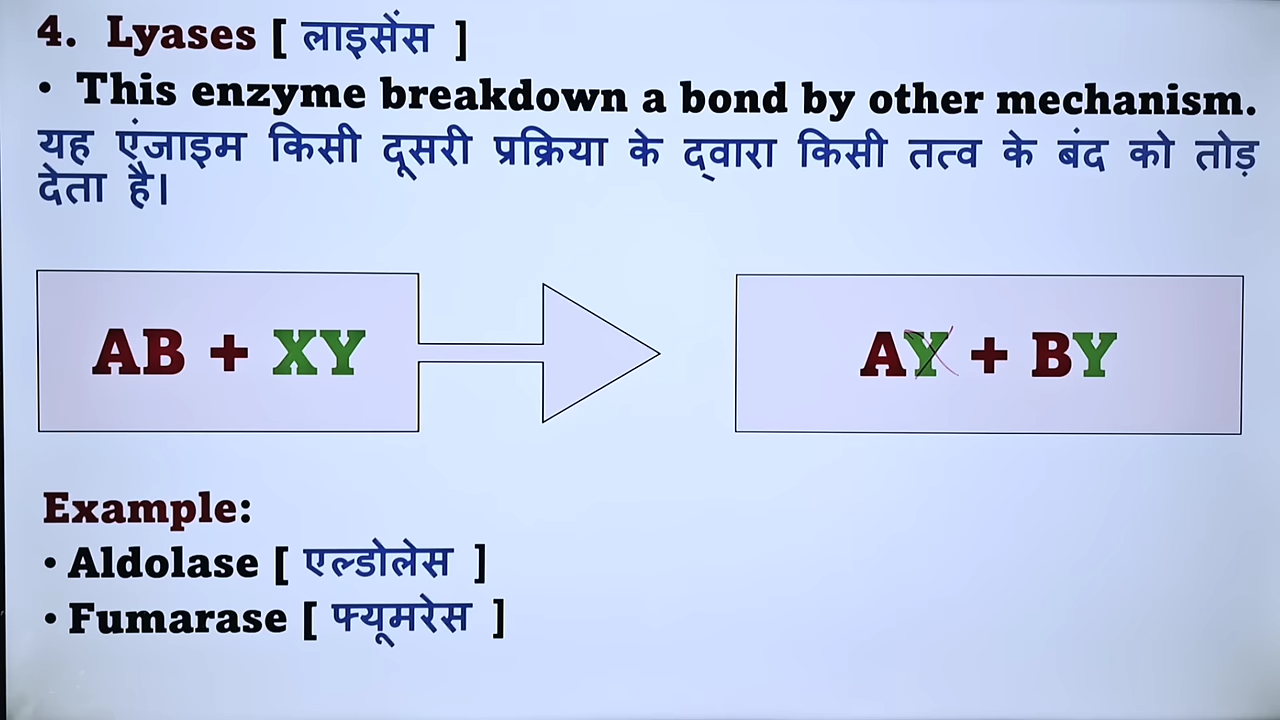 4. Lyases [ लाइसेंस ]
• This enzyme breakdown a bond by other mechanism.
यह एंजाइम किसी दूसरी प्रक्रिया के द्वारा किसी तत्व के बंद को तोड़
देता है।
AB + XY
AY + BY
Example:
• Aldolase [ एल्डोलेस ]
• Fumarase [ फ्यूमरेस ]